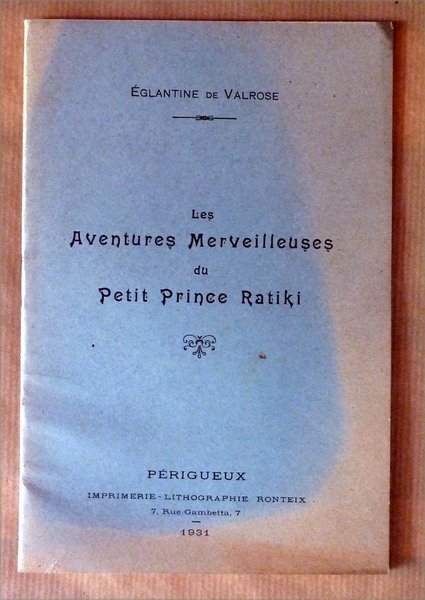 Églantine de Valrose
Les
Aventures Merveilleuses
du
Petit Prince Ratiki
PÉRIGUEUX
IMPRIMERIE-LITHOGRAPHIE RONTEIX
7, Rue Gambetta, 7
1931